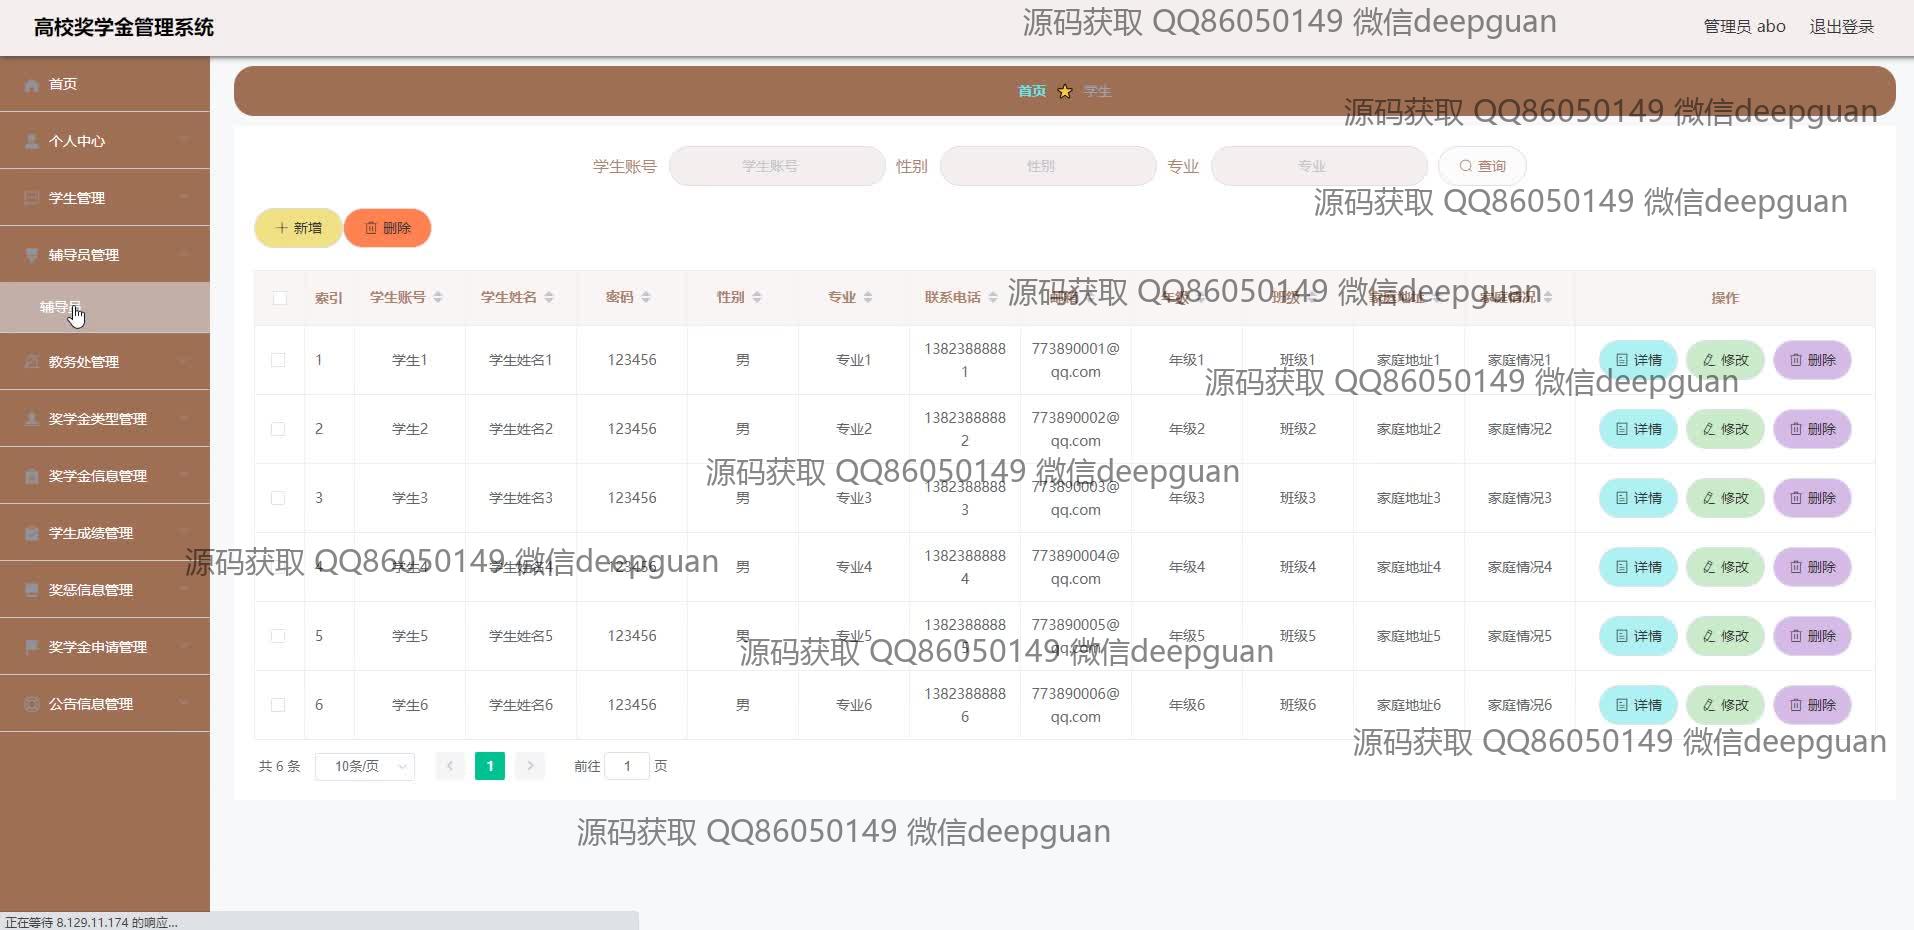 高校奖学金管理系统
源码获取 QQ86050149 微信deepguan
管理员 abo 退出登录
首页
个人中心
学生管理
辅导员管理
辅导员
教务处管理
奖学金类型管理
奖学金信息管理
学生成绩管理
奖惩信息管理
奖学金申请管理
公告信息管理
首页 学生
源码获取 QQ86050149 微信deepguan
学生账号 学生账号 性别 性别 专业 专业 查询
源码获取 QQ86050149 微信deepguan
新增 删除
索引 学生账号 学生姓名 密码 性别 专业 联系电话 邮箱 年级 班级 家庭地址 家庭情况 操作
源码获取 QQ86050149 微信deepguan
1 学生1 学生姓名1 123456 男 专业1 13823888881 773890001@qq.com 年级1 班级1 家庭地址1 家庭情况1 详情 修改 删除
源码获取 QQ86050149 微信deepguan
2 学生2 学生姓名2 123456 男 专业2 13823888882 773890002@qq.com 年级2 班级2 家庭地址2 家庭情况2 详情 修改 删除
源码获取 QQ86050149 微信deepguan
3 学生3 学生姓名3 123456 男 专业3 13823888883 773890003@qq.com 年级3 班级3 家庭地址3 家庭情况3 详情 修改 删除
源码获取 QQ86050149 微信deepguan
4 学生4 学生姓名4 123456 男 专业4 13823888884 773890004@qq.com 年级4 班级4 家庭地址4 家庭情况4 详情 修改 删除
5 学生5 学生姓名5 123456 男 专业5 13823888885 773890005@qq.com 年级5 班级5 家庭地址5 家庭情况5 详情 修改 删除
源码获取 QQ86050149 微信deepguan
6 学生6 学生姓名6 123456 男 专业6 13823888886 773890006@qq.com 年级6 班级6 家庭地址6 家庭情况6 详情 修改 删除
源码获取 QQ86050149 微信deepguan
共 6 条 10条/页 1 前往 1 页
源码获取 QQ86050149 微信deepguan
正在等待 8.129.11.174 的响应...